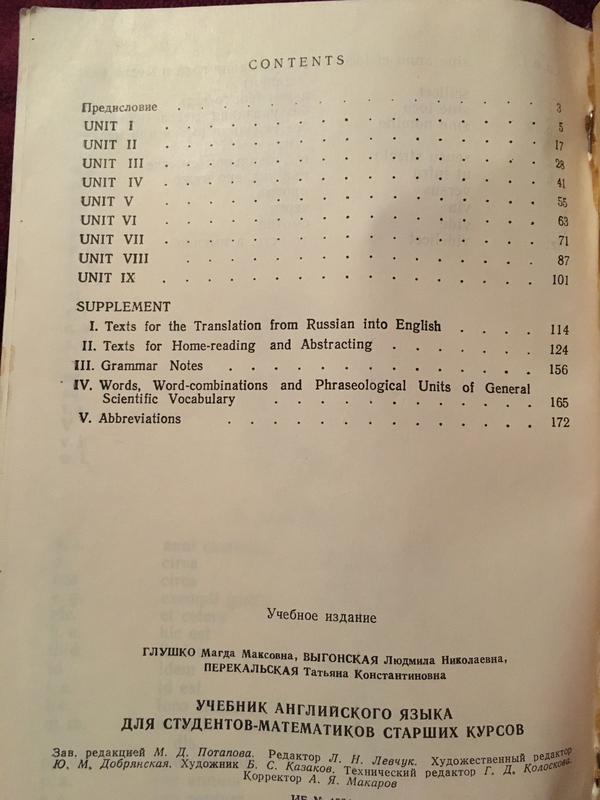 CONTENTS
Предисловие . . . . . . . . . . . . . 3
UNIT I . . . . . . . . . . . . . 5
UNIT II . . . . . . . . . . . . . 17
UNIT III . . . . . . . . . . . . . 28
UNIT IV . . . . . . . . . . . . . 41
UNIT V . . . . . . . . . . . . . 55
UNIT VI . . . . . . . . . . . . . 63
UNIT VII . . . . . . . . . . . . . 71
UNIT VIII . . . . . . . . . . . . 87
UNIT IX . . . . . . . . . . . . . 101
SUPPLEMENT
I. Texts for the Translation from Russian into English . . . . 114
II. Texts for Home-reading and Abstracting . . . . . . 124
III. Grammar Notes . . . . . . . . . . . 156
IV. Words, Word-combinations and Phraseological Units of General
Scientific Vocabulary . . . . . . . . . . 165
V. Abbreviations . . . . . . . . . . . 172
Учебное издание
ГЛУШКО Магда Максовна, ВЫГОНСКАЯ Людмила Николаевна,
ПЕРЕКАЛЬСКАЯ Татьяна Константиновна
УЧЕБНИК АНГЛИЙСКОГО ЯЗЫКА
ДЛЯ СТУДЕНТОВ-МАТЕМАТИКОВ СТАРШИХ КУРСОВ
Зав. редакцией М. Д. Потапова. Редактор Л. Н. Левчук. Художественный редактор
Ю. М. Добрянская. Художник Б. С. Казаков. Технический редактор Г. Д. Колоскова.
Корректор А. Я. Макаров